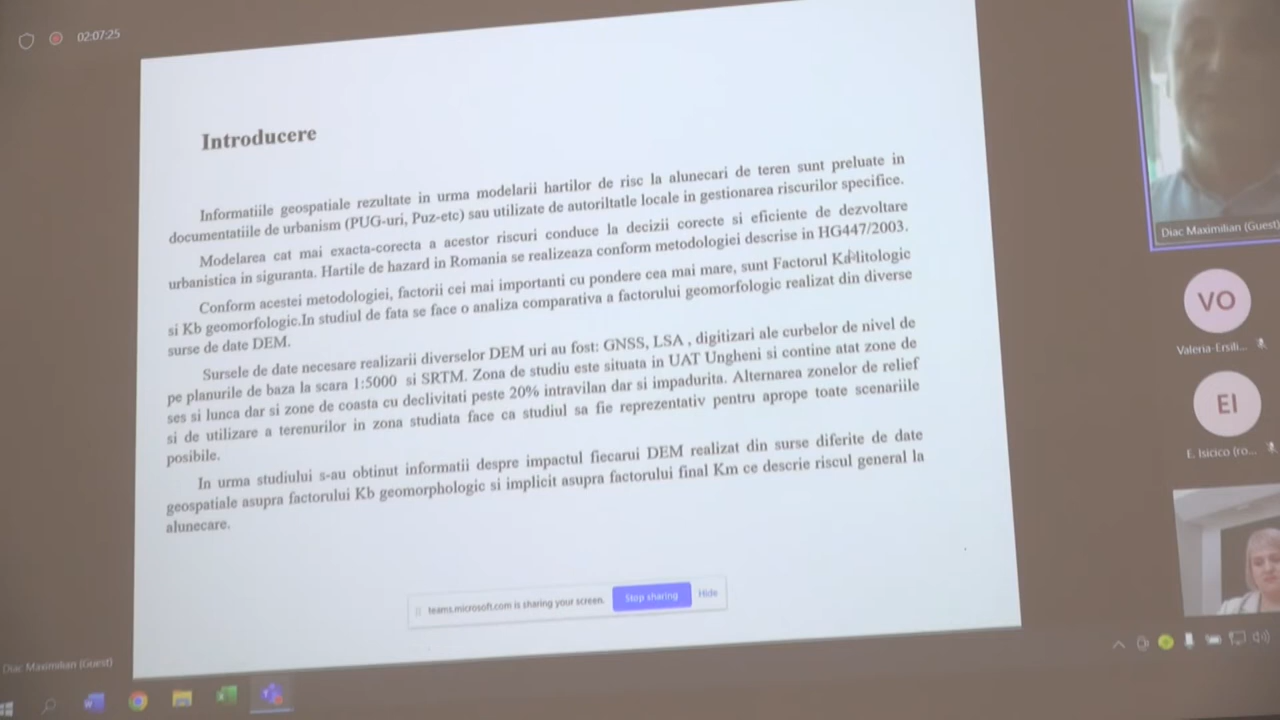 02:07:25
Introducere
Informatiile geospatiale rezultate in urma modelarii hartilor de risc la alunecari de teren sunt preluate in
documentatiile de urbanism (PUG-uri, Puz-etc) sau utilizate de autoriltatle locale in gestionarea riscurilor specifice.
Modelarea cat mai exacta-corecta a acestor riscuri conduce la decizii corecte si eficiente de dezvoltare
urbanistica in siguranta. Hartile de hazard in Romania se realizeaza conform metodologiei descrise in HG447/2003.
Conform acestei metodologiei, factorii cei mai importanti cu pondere cea mai mare, sunt Factorul Ka litologic
si Kb geomorfologic.In studiul de fata se face o analiza comparativa a factorului geomorfologic realizat din diverse
surse de date DEM.
Sursele de date necesare realizarii diverselor DEM uri au fost: GNSS, LSA , digitizari ale curbelor de nivel de
pe planurile de baza la scara 1:5000 si SRTM. Zona de studiu este situata in UAT Ungheni si contine atat zone de
ses si lunca dar si zone de coasta cu declivitati peste 20% intravilan dar si impadurita. Alternarea zonelor de relief
si de utilizare a terenurilor in zona studiata face ca studiul sa fie reprezentativ pentru aprope toate scenariile
posibile.
In urma studiului s-au obtinut informatii despre impactul fiecarui DEM realizat din surse diferite de date
geospatiale asupra factorului Kb geomorphologic si implicit asupra factorului final Km ce descrie riscul general la
alunecare.
teams.microsoft.com is sharing your screen.
Stop sharing
Hide
Diac Maximilian (Guest)
Diac Maximilian (Guest)
VO
Valeria-Ersili...
EI
E. Isicico (ro...